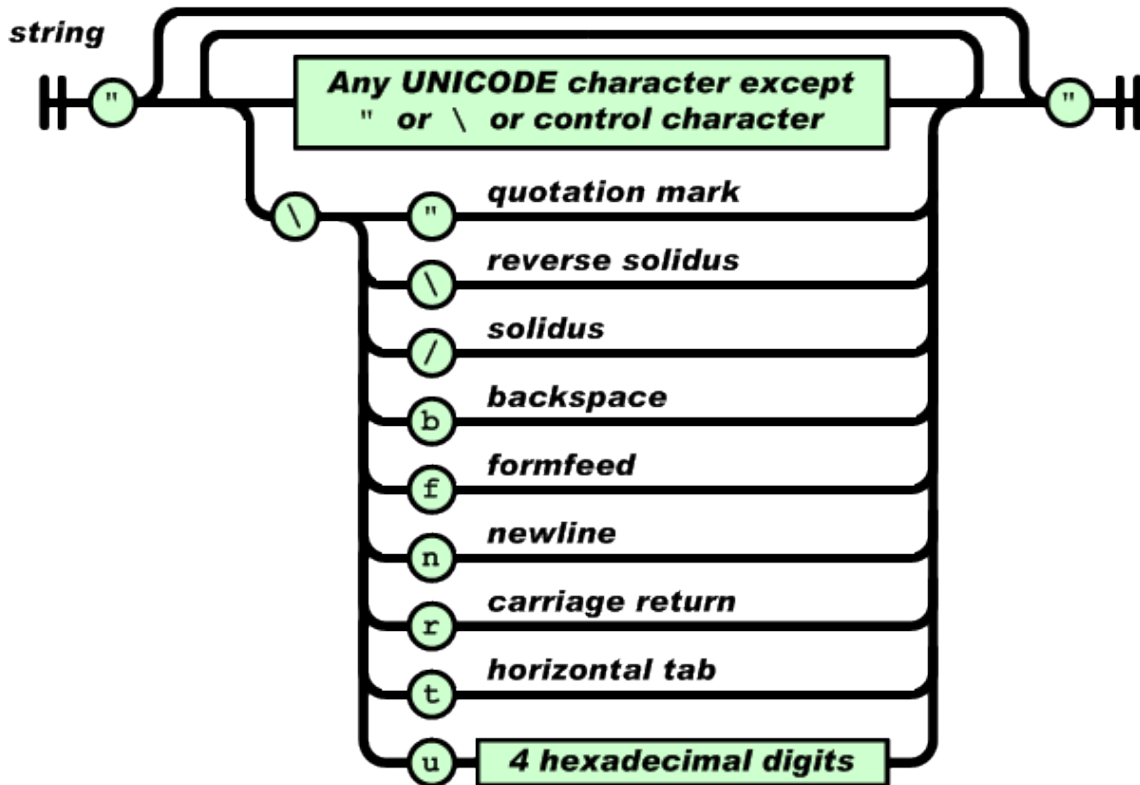 string
"
Any UNICODE character except
" or \ or control character
"
\
" quotation mark
\ reverse solidus
/ solidus
b backspace
f formfeed
n newline
r carriage return
t horizontal tab
u 4 hexadecimal digits